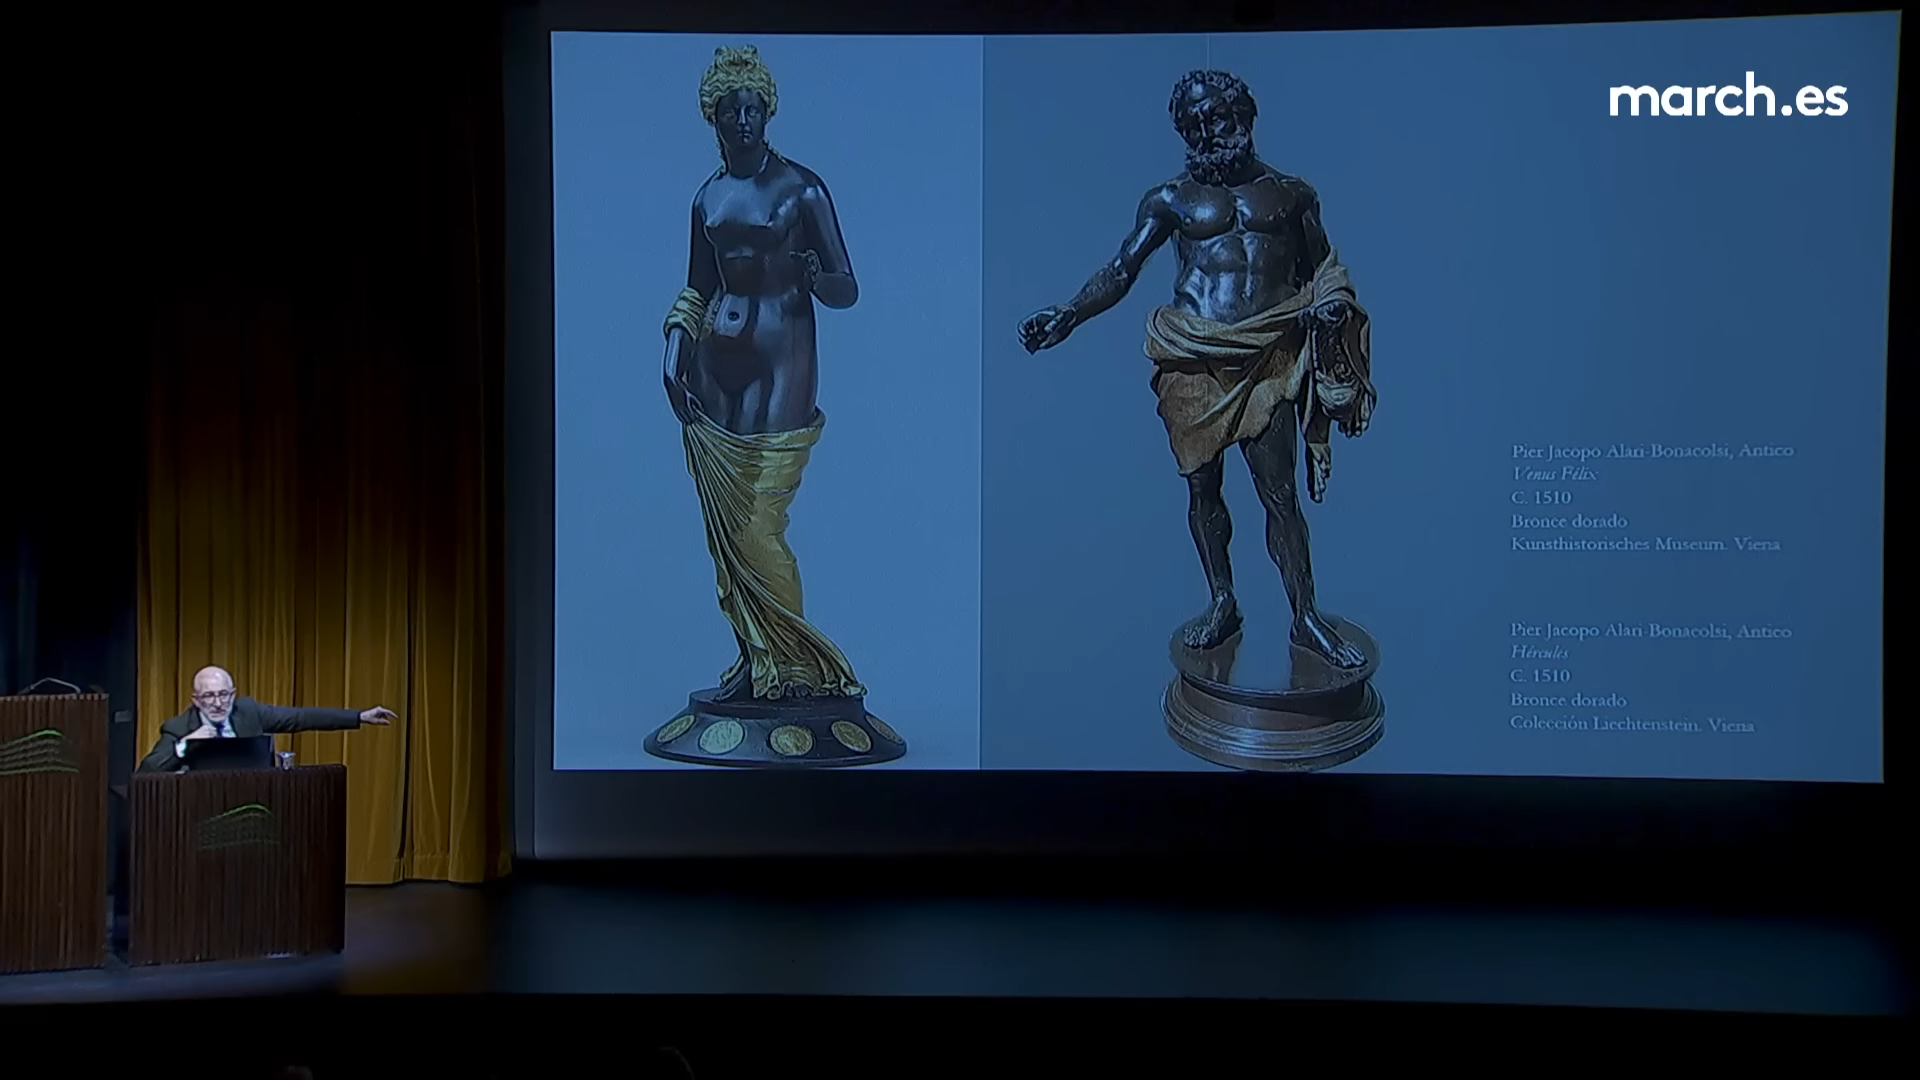 march.es
Pier Jacopo Alari-Bonacolsi, Antico
Venus Félix
C. 1510
Bronce dorado
Kunsthistorisches Museum. Viena
Pier Jacopo Alari-Bonacolsi, Antico
Hércules
C. 1510
Bronce dorado
Colección Liechtenstein. Viena